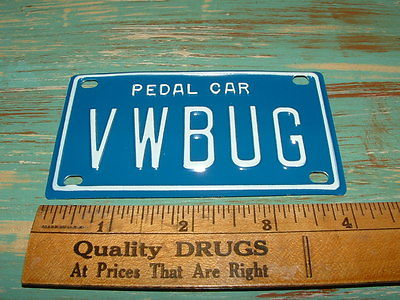 PEDAL CAR
VWBUG
1 2 3 4
Quality DRUGS
At Prices That Are Right